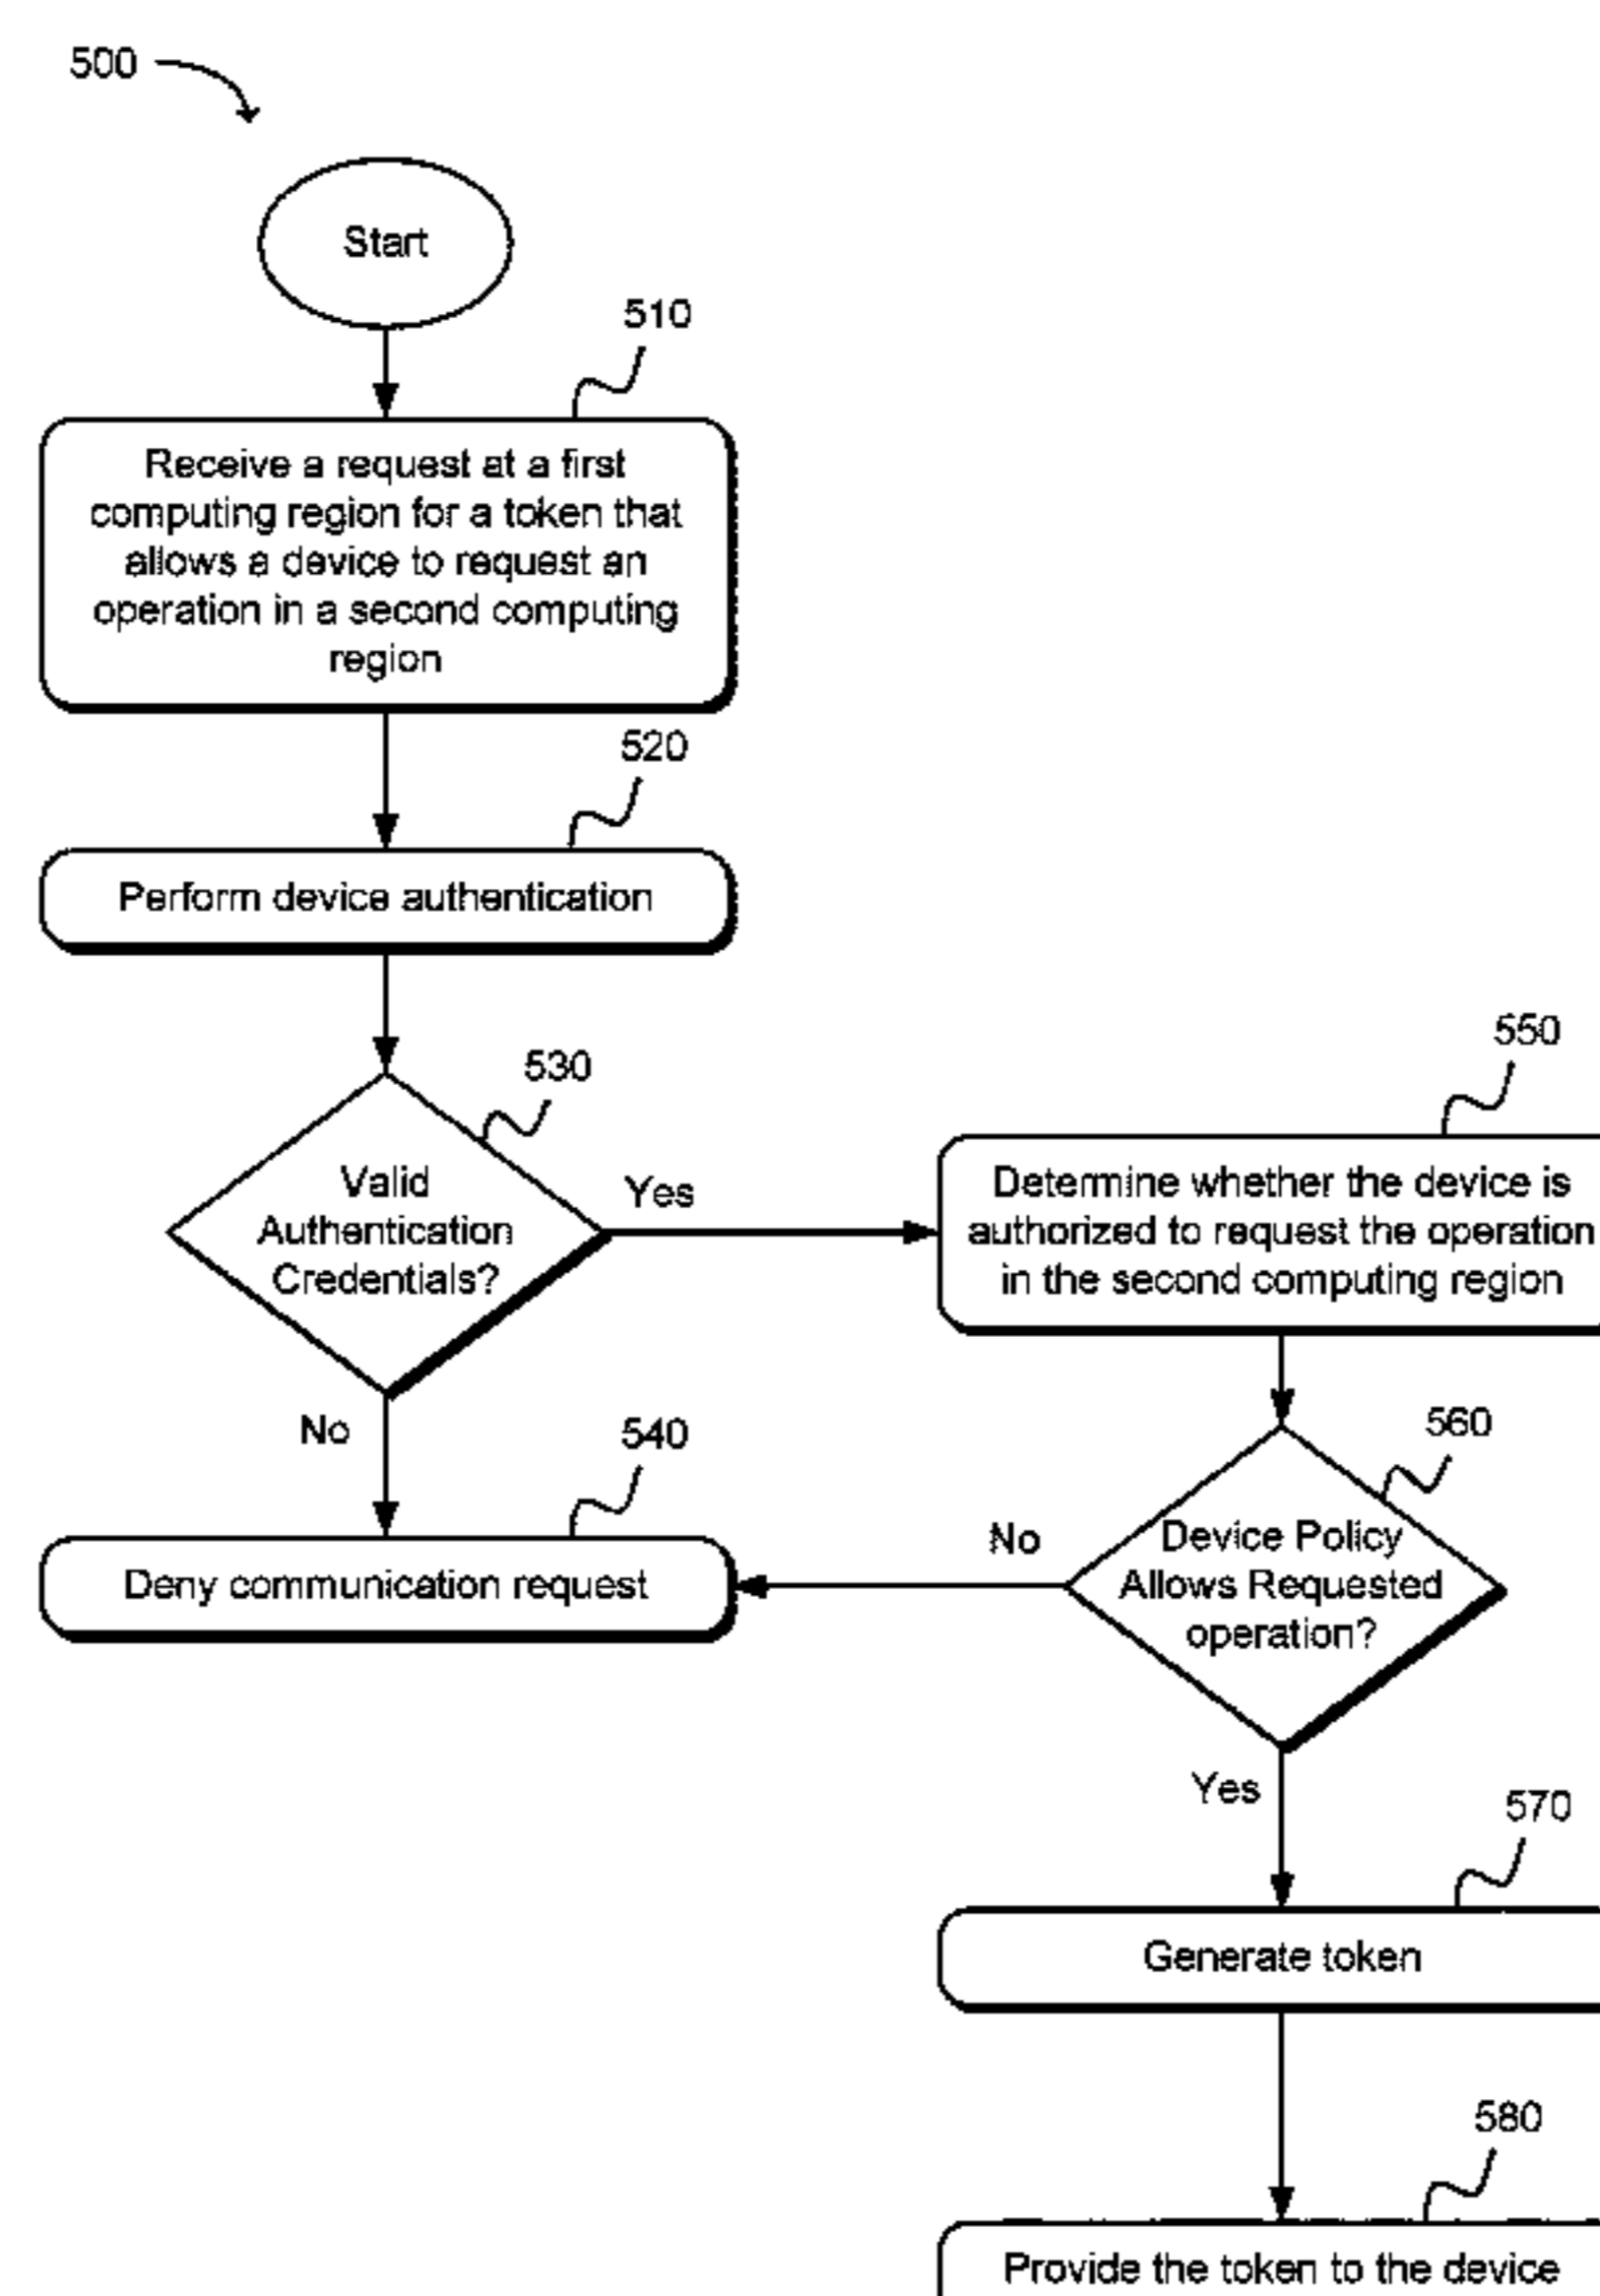 500
Start
510
Receive a request at a first
computing region for a token that
allows a device to request an
operation in a second computing
region
520
Perform device authentication
530
Valid
Authentication
Credentials?
Yes
No
540
Deny communication request
550
Determine whether the device is
authorized to request the operation
in the second computing region
560
Device Policy
Allows Requested
operation?
No
Yes
570
Generate token
580
Provide the token to the device